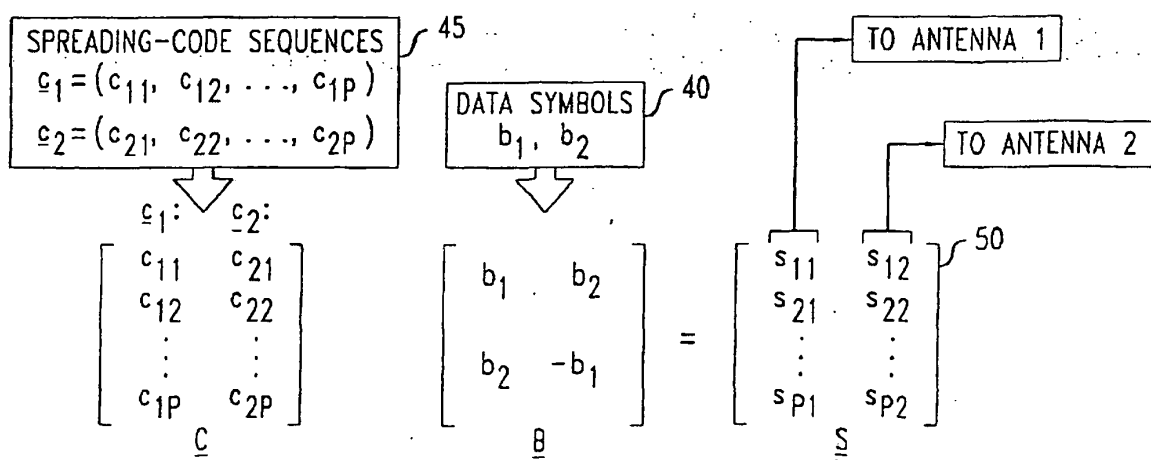 SPREADING-CODE SEQUENCES
c₁=(c₁₁, c₁₂, . . ., c₁P)
c₂=(c₂₁, c₂₂, . . ., c₂P)
45
DATA SYMBOLS
b₁, b₂
40
TO ANTENNA 1
TO ANTENNA 2
c₁: c₂:
c₁₁ c₂₁
c₁₂ c₂₂
⋮ ⋮
c₁P c₂P
C
b₁ b₂
b₂ -b₁
B
=
s₁₁ s₁₂
s₂₁ s₂₂
⋮ ⋮
sP₁ sP₂
S
50